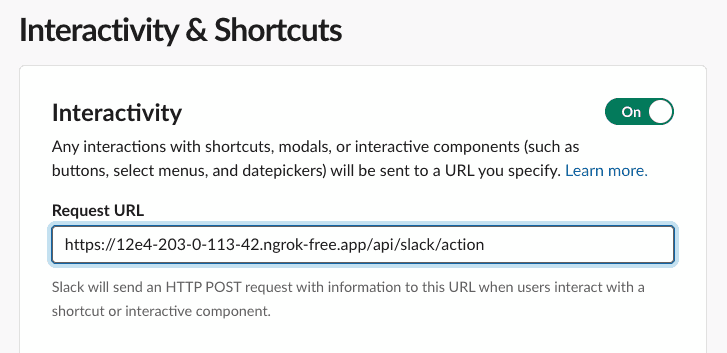 Interactivity & Shortcuts
Interactivity
On
Any interactions with shortcuts, modals, or interactive components (such as
buttons, select menus, and datepickers) will be sent to a URL you specify. Learn more.
Request URL
https://12e4-203-0-113-42.ngrok-free.app/api/slack/action
Slack will send an HTTP POST request with information to this URL when users interact with a
shortcut or interactive component.